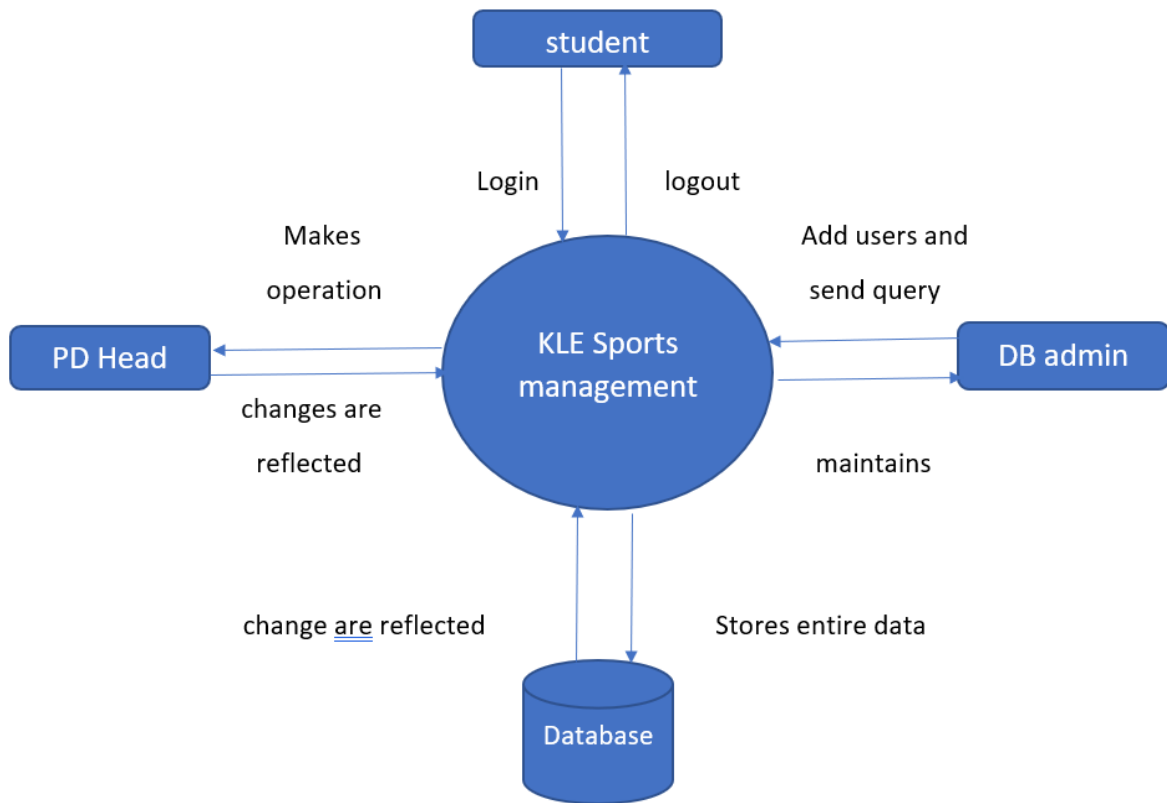 student
Login
logout
Makes
operation
Add users and
send query
PD Head
KLE Sports
management
DB admin
changes are
reflected
maintains
change are reflected
Stores entire data
Database